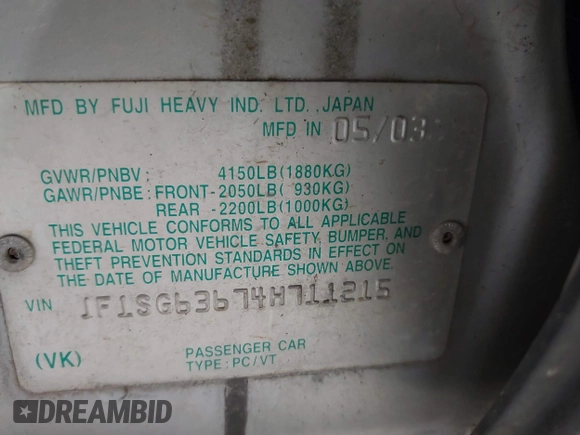 MFD BY FUJI HEAVY IND. LTD. ,JAPAN
MFD IN 05/03
GVWR/PNBV : 4150LB(1880KG)
GAWR/PNBE : FRONT-2050LB( 930KG)
REAR -2200LB(1000KG)
THIS VEHICLE CONFORMS TO ALL APPLICABLE
FEDERAL MOTOR VEHICLE SAFETY, BUMPER, AND
THEFT PREVENTION STANDARDS IN EFFECT ON
THE DATE OF MANUFACTURE SHOWN ABOVE.
VIN JF1SG63674H711215
(VK) PASSENGER CAR
TYPE : PC/VT
DREAMBID